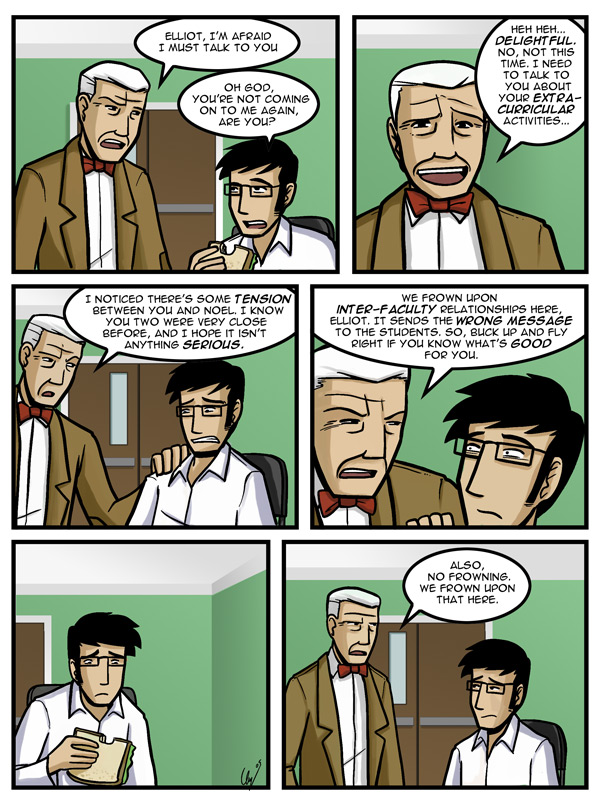 ELLIOT, I'M AFRAID
I MUST TALK TO YOU
OH GOD,
YOU'RE NOT COMING
ON TO ME AGAIN,
ARE YOU?
HEH HEH...
DELIGHTFUL.
NO, NOT THIS
TIME. I NEED
TO TALK TO
YOU ABOUT
YOUR EXTRA-
CURRICULAR
ACTIVITIES...
I NOTICED THERE'S SOME TENSION
BETWEEN YOU AND NOEL. I KNOW
YOU TWO WERE VERY CLOSE
BEFORE, AND I HOPE IT ISN'T
ANYTHING SERIOUS.
WE FROWN UPON
INTER-FACULTY RELATIONSHIPS HERE,
ELLIOT. IT SENDS THE WRONG MESSAGE
TO THE STUDENTS. SO, BUCK UP AND FLY
RIGHT IF YOU KNOW WHAT'S GOOD
FOR YOU.
ALSO,
NO FROWNING.
WE FROWN UPON
THAT HERE.